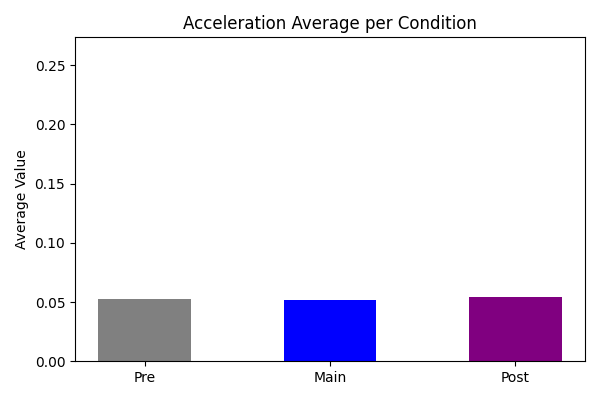 Acceleration Average per Condition
Average Value
0.25
0.20
0.15
0.10
0.05
0.00
Pre
Main
Post